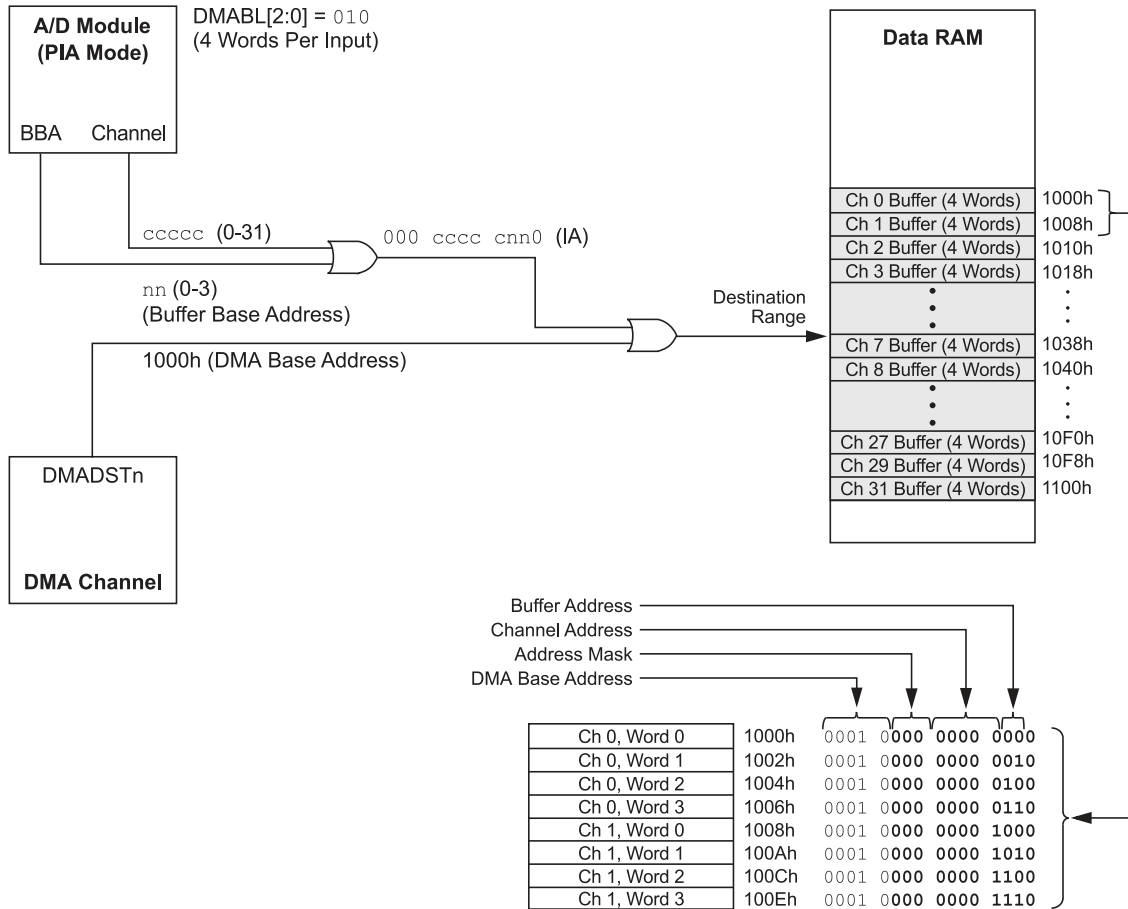 A/D Module
(PIA Mode)
BBA Channel
DMABL[2:0] = 010
(4 Words Per Input)
ccccc (0-31)
nn (0-3)
(Buffer Base Address)
000 cccc cnn0 (IA)
1000h (DMA Base Address)
DMADSTn
DMA Channel
Destination
Range
Data RAM
Ch 0 Buffer (4 Words) 1000h
Ch 1 Buffer (4 Words) 1008h
Ch 2 Buffer (4 Words) 1010h
Ch 3 Buffer (4 Words) 1018h
Ch 7 Buffer (4 Words) 1038h
Ch 8 Buffer (4 Words) 1040h
Ch 27 Buffer (4 Words) 10F0h
Ch 29 Buffer (4 Words) 10F8h
Ch 31 Buffer (4 Words) 1100h
Buffer Address
Channel Address
Address Mask
DMA Base Address
Ch 0, Word 0 1000h 0001 0000 0000 0000
Ch 0, Word 1 1002h 0001 0000 0000 0010
Ch 0, Word 2 1004h 0001 0000 0000 0100
Ch 0, Word 3 1006h 0001 0000 0000 0110
Ch 1, Word 0 1008h 0001 0000 0000 1000
Ch 1, Word 1 100Ah 0001 0000 0000 1010
Ch 1, Word 2 100Ch 0001 0000 0000 1100
Ch 1, Word 3 100Eh 0001 0000 0000 1110